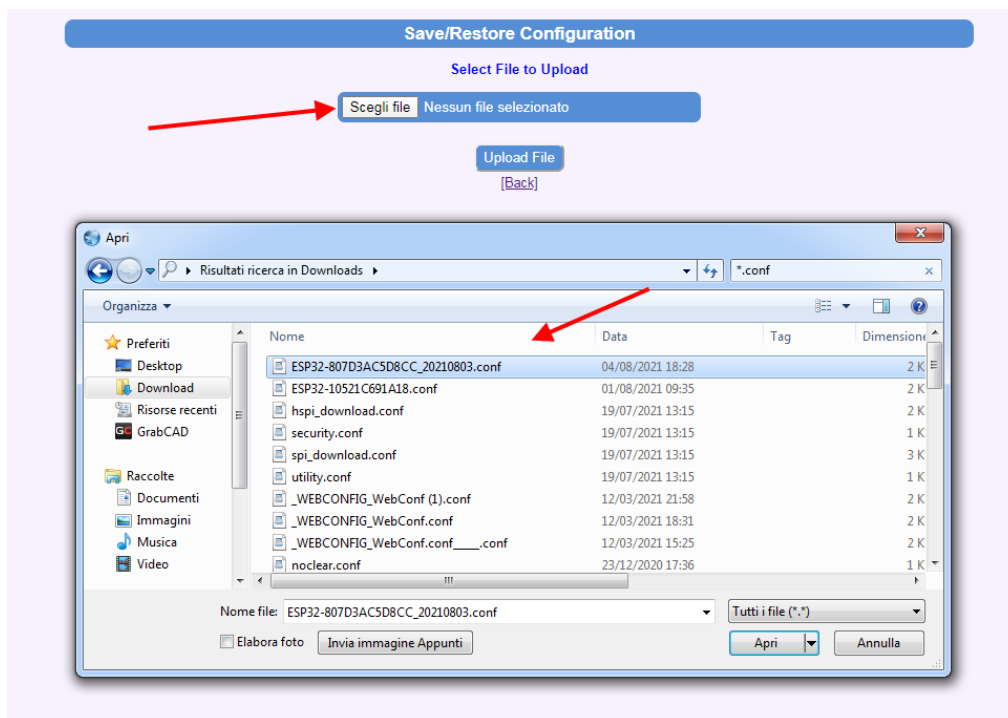 Save/Restore Configuration
Select File to Upload
Scegli file Nessun file selezionato
Upload File
[Back]
Apri
Risultati ricerca in Downloads
*.conf
Organizza
Nome Data Tag Dimensione
Preferiti
Desktop
Download
Risorse recenti
GC GrabCAD
Raccolte
Documenti
Immagini
Musica
Video
ESP32-807D3AC5D8CC_20210803.conf 04/08/2021 18:28 2 K
ESP32-10521C691A18.conf 01/08/2021 09:35 2 K
hspi_download.conf 19/07/2021 13:15 2 K
security.conf 19/07/2021 13:15 1 K
spi_download.conf 19/07/2021 13:15 3 K
utility.conf 19/07/2021 13:15 1 K
_WEBCONFIG_WebConf (1).conf 12/03/2021 21:58 2 K
_WEBCONFIG_WebConf.conf 12/03/2021 18:31 2 K
_WEBCONFIG_WebConf.conf____.conf 12/03/2021 15:25 2 K
noclear.conf 23/12/2020 17:36 1 K
Nome file: ESP32-807D3AC5D8CC_20210803.conf Tutti i file (*.*)
Elabora foto Invia immagine Appunti Apri Annulla